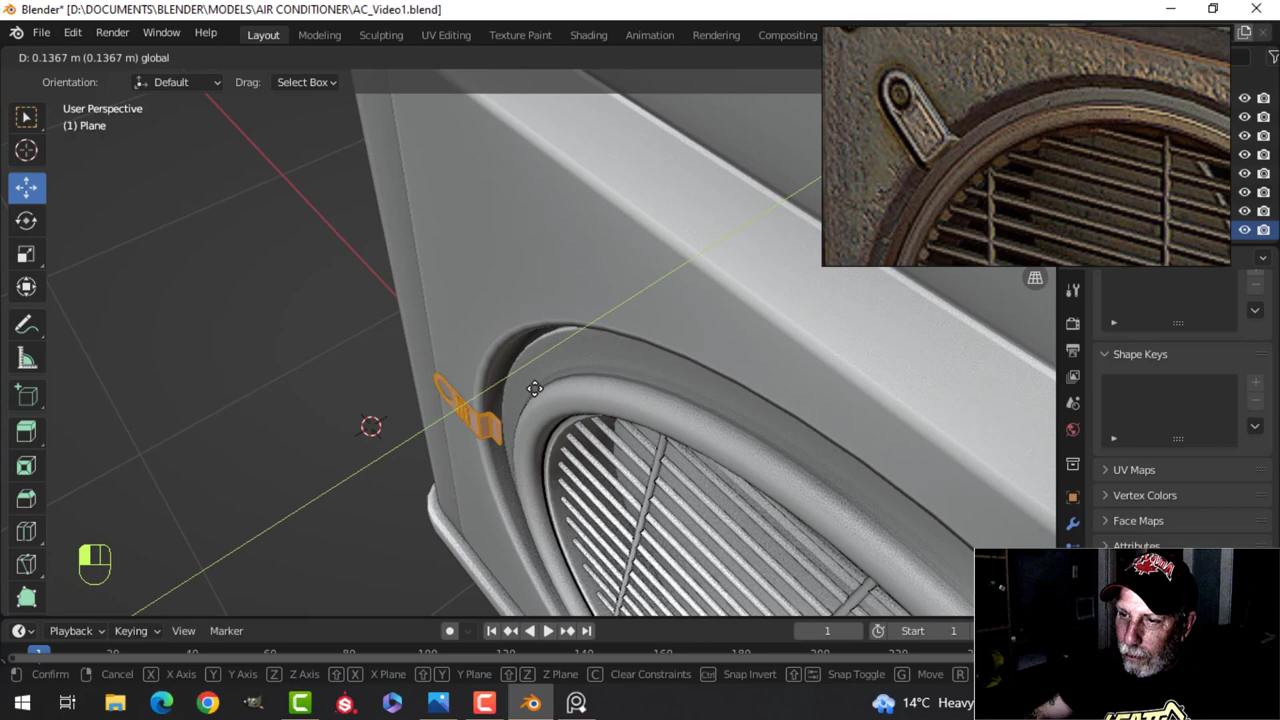 Blender* [D:\DOCUMENTS\BLENDER\MODELS\AIR CONDITIONER\AC_Video1.blend]
File Edit Render Window Help Layout Modeling Sculpting UV Editing Texture Paint Shading Animation Rendering Compositing
D: 0.1367 m (0.1367 m) global
Orientation: Default Drag: Select Box
User Perspective
(1) Plane
Shape Keys
UV Maps
Vertex Colors
Face Maps
Attributes
Playback Keying View Marker 1 Start 1
Confirm Cancel X X Axis Y Y Axis Z Z Axis X X Plane Y Y Plane Z Z Plane C Clear Constraints Ctrl Snap Invert Snap Toggle G Move R
14°C Heavy